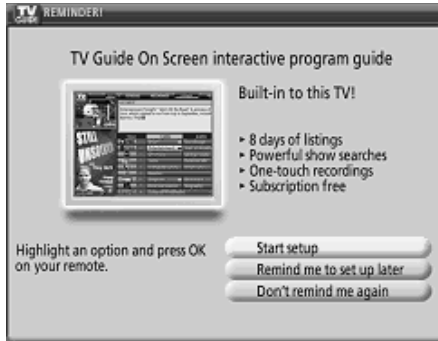 TV GUIDE REMINDER!
TV Guide On Screen interactive program guide
Built-in to this TV!
▸ 8 days of listings
▸ Powerful show searches
▸ One-touch recordings
▸ Subscription free
Highlight an option and press OK
on your remote.
Start setup
Remind me to set up later
Don't remind me again